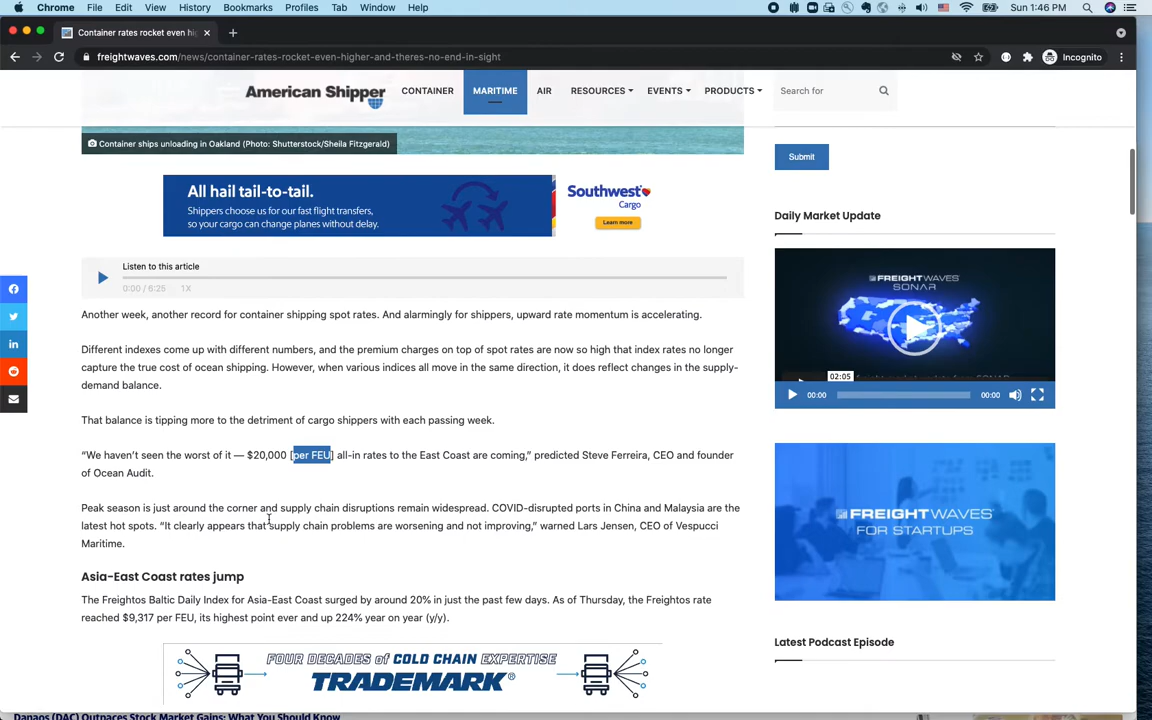 Chrome File Edit View History Bookmarks Profiles Tab Window Help Sun 1:46 PM
Container rates rocket even hi
freightwaves.com/news/container-rates-rocket-even-higher-and-theres-no-end-in-sight Incognito
American Shipper CONTAINER MARITIME AIR RESOURCES EVENTS PRODUCTS Search for
Container ships unloading in Oakland (Photo: Shutterstock/Sheila Fitzgerald)
Submit
All hail tail-to-tail.
Shippers choose us for our fast flight transfers,
so your cargo can change planes without delay.
Southwest
Cargo
Learn more
Daily Market Update
Listen to this article
0:00 / 6:25 1X
FREIGHTWAVES
SONAR
02:05
00:00 00:00
Another week, another record for container shipping spot rates. And alarmingly for shippers, upward rate momentum is accelerating.
Different indexes come up with different numbers, and the premium charges on top of spot rates are now so high that index rates no longer
capture the true cost of ocean shipping. However, when various indices all move in the same direction, it does reflect changes in the supply-
demand balance.
That balance is tipping more to the detriment of cargo shippers with each passing week.
“We haven’t seen the worst of it — $20,000 [per FEU] all-in rates to the East Coast are coming,” predicted Steve Ferreira, CEO and founder
of Ocean Audit.
Peak season is just around the corner and supply chain disruptions remain widespread. COVID-disrupted ports in China and Malaysia are the
latest hot spots. “It clearly appears that supply chain problems are worsening and not improving,” warned Lars Jensen, CEO of Vespucci
Maritime.
FREIGHTWAVES
FOR STARTUPS
Asia-East Coast rates jump
The Freightos Baltic Daily Index for Asia-East Coast surged by around 20% in just the past few days. As of Thursday, the Freightos rate
reached $9,317 per FEU, its highest point ever and up 224% year on year (y/y).
Latest Podcast Episode
FOUR DECADES of COLD CHAIN EXPERTISE
TRADEMARK®
Danaos (DAC) Outpaces Stock Market Gains: What You Should Know